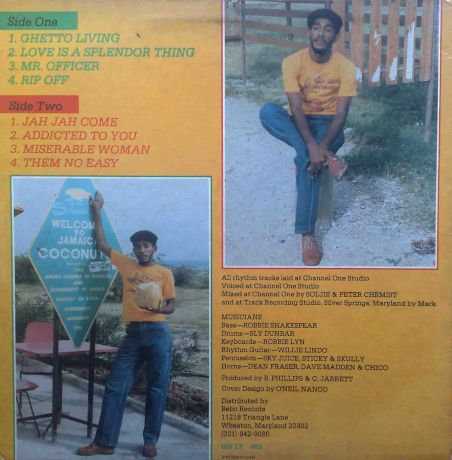 Side One
1. GHETTO LIVING
2. LOVE IS A SPLENDOR THING
3. MR. OFFICER
4. RIP OFF
Side Two
1. JAH JAH COME
2. ADDICTED TO YOU
3. MISERABLE WOMAN
4. THEM NO EASY
WELCOME
TO
JAMAICA
COCONUT
All rhythm tracks laid at Channel One Studio
Voiced at Channel One Studio
Mixed at Channel One by SOLJIE & PETER CHEMIST
and at Track Recording Studio, Silver Springs, Maryland by Mark.
MUSICIANS
Bass—ROBBIE SHAKESPEAR
Drums—SLY DUNBAR
Keyboards—ROBBIE LYN
Rhythm Guitar—WILLIE LINDO
Percussion—SKY JUICE, STICKY & SKULLY
Horns—DEAN FRASER, DAVE MADDEN & CHICO
Produced by B. PHILLIPS & C. JARRETT
Cover Design by O'NEIL NANCO
Distributed by
Babu Records
11218 Triangle Lane
Wheaton, Maryland 20902
(301) 942-9080